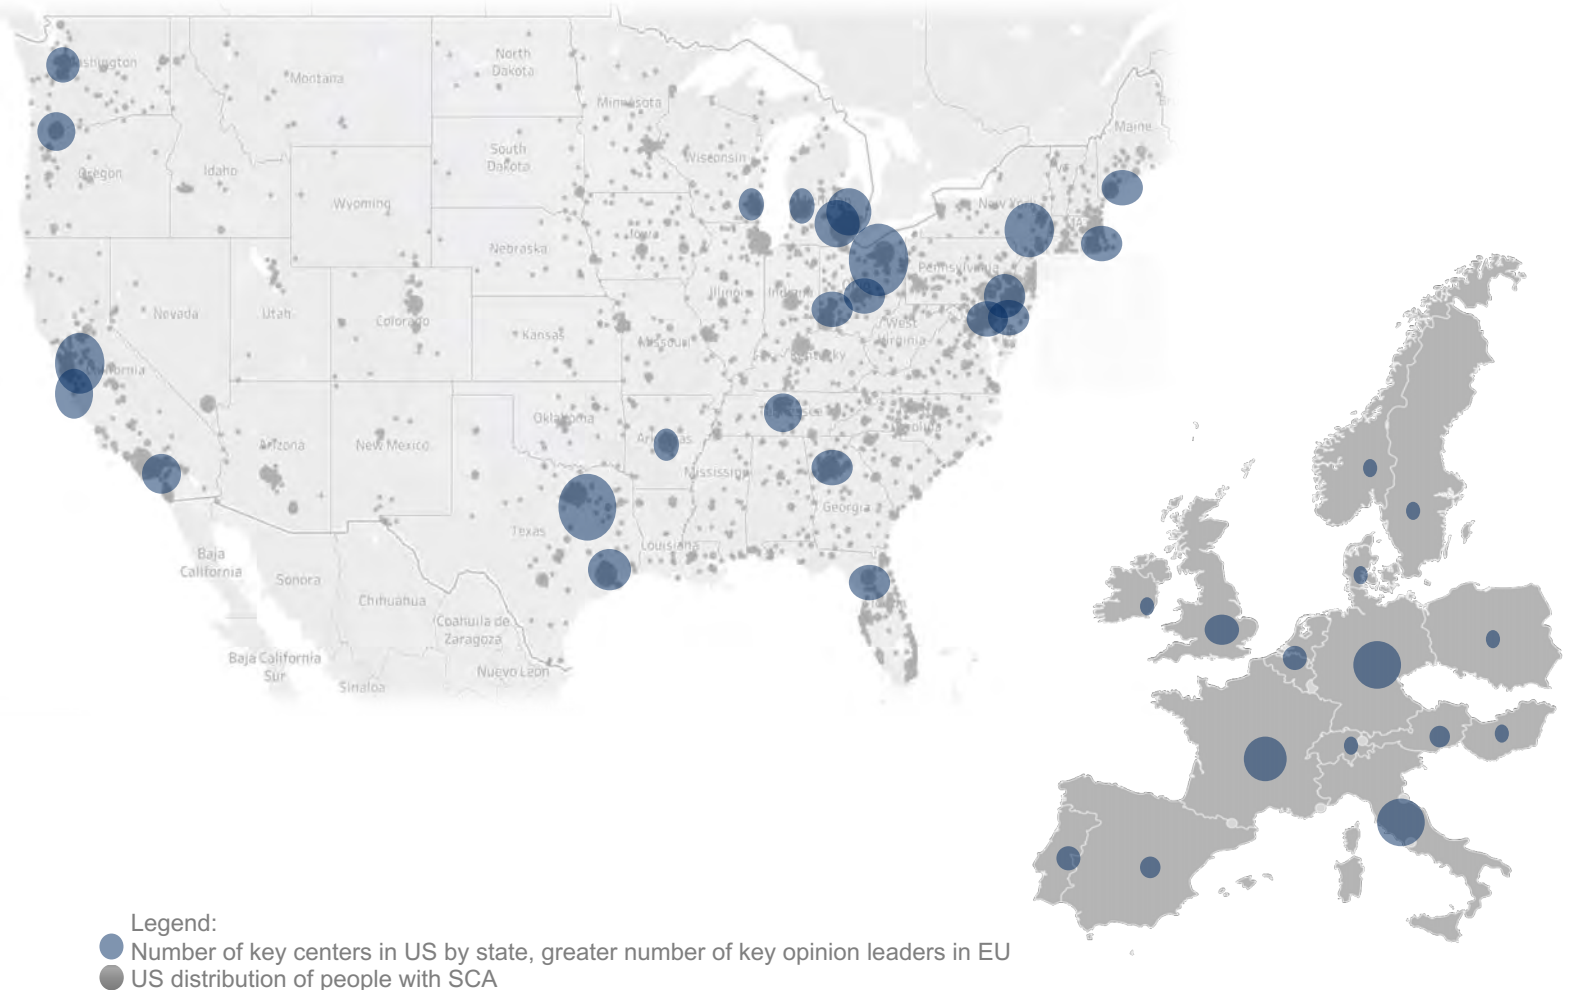 North
Dakota
Montana
Minnesota
Maine
South
Dakota
Wisconsin
Oregon
Idaho
Wyoming
New York
Iowa
Nebraska
Pennsylvania
Illinois
Nevada
Utah
Colorado
West
Virginia
Kansas
Missouri
Kentucky
California
Oklahoma
Arizona
New Mexico
Arkansas
Carolina
Mississippi
Georgia
Texas
Louisiana
Baja
California
Sonora
Chihuahua
Coahuila de
Zaragoza
Baja California
Sur
Nuevo León
Sinaloa
Legend:
Number of key centers in US by state, greater number of key opinion leaders in EU
US distribution of people with SCA